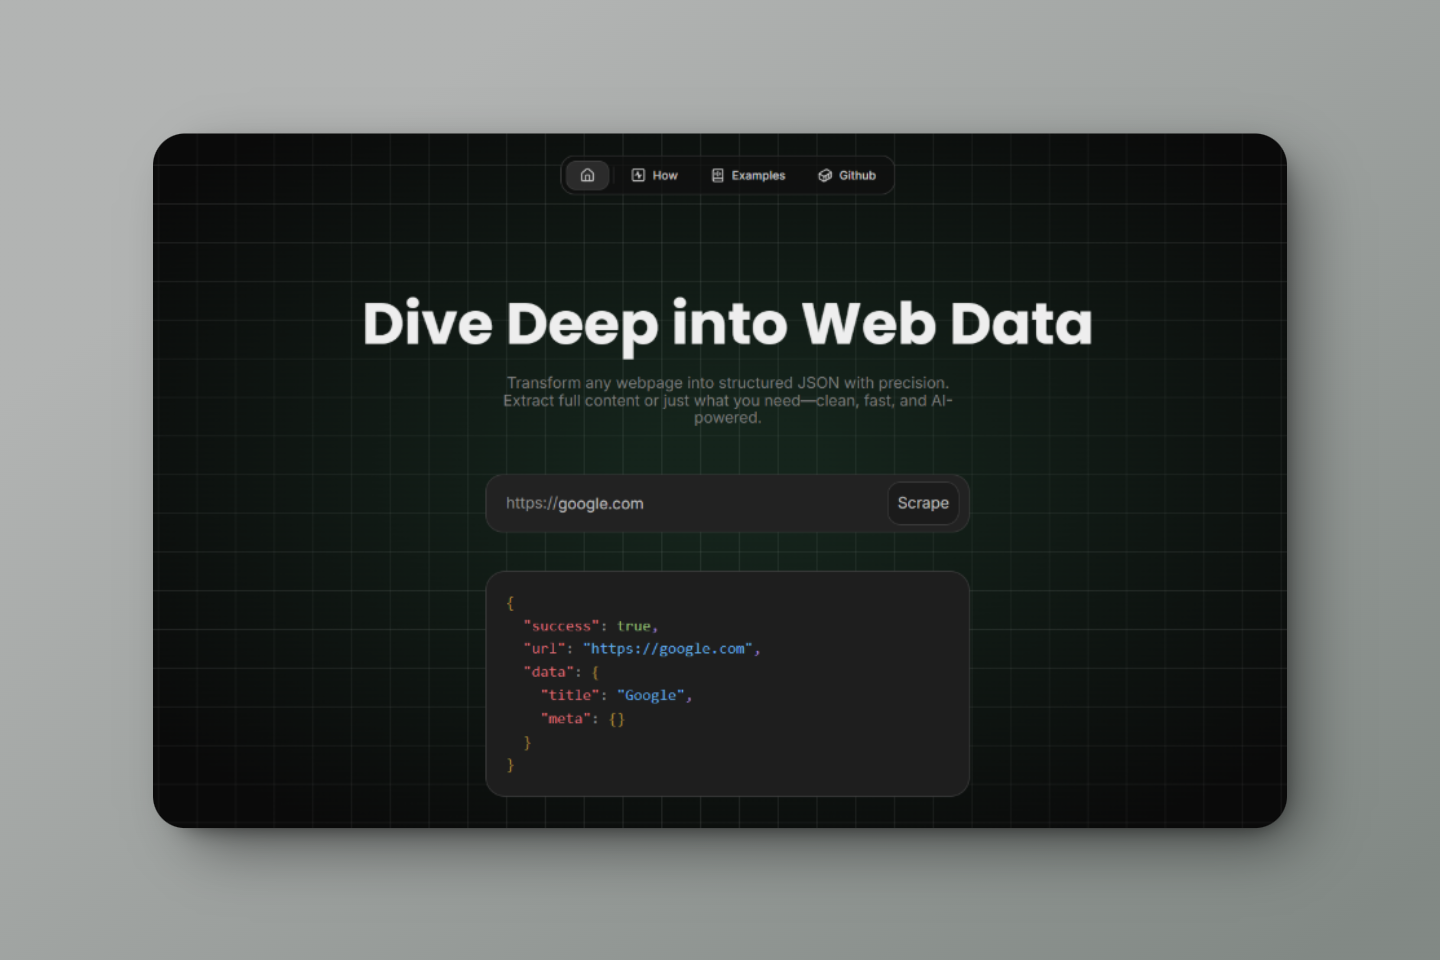 How Examples Github
Dive Deep into Web Data
Transform any webpage into structured JSON with precision.
Extract full content or just what you need—clean, fast, and AI-
powered.
https://google.com Scrape
{
"success": true,
"url": "https://google.com",
"data": {
"title": "Google",
"meta": {}
}
}